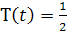 T(t) = 1/2